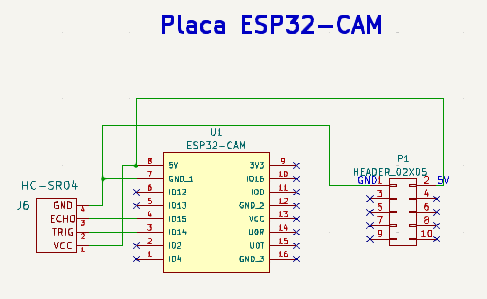 Placa ESP32-CAM
U1
ESP32-CAM
8 5V 3V3 9
7 GND_1 IO16 10
6 IO12 IO0 11
5 IO13 GND_2 12
4 IO15 VCC 13
3 IO14 U0R 14
2 IO2 U0T 15
1 IO4 GND_3 16
HC-SR04
J6
GND 4
ECHO 3
TRIG 2
VCC 1
P1
HEADER_02X05
GND 1 2 5V
3 4
5 6
7 8
9 10